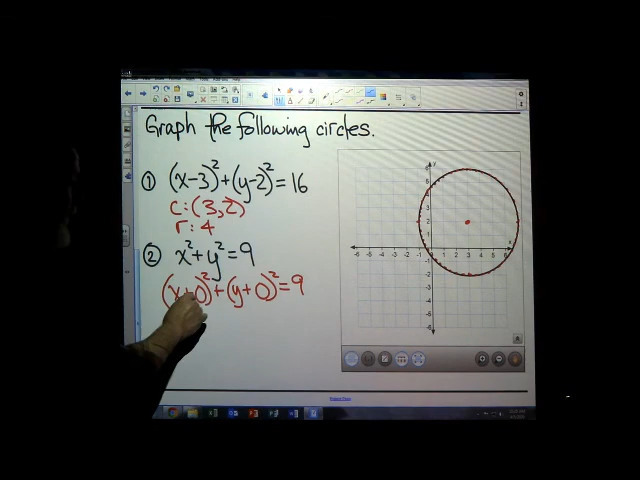 Graph the following circles.
① (x-3)²+(y-2)²=16
c:(3,2)
r:4
② x²+y²=9
(x+0)²+(y+0)²=9
y
x